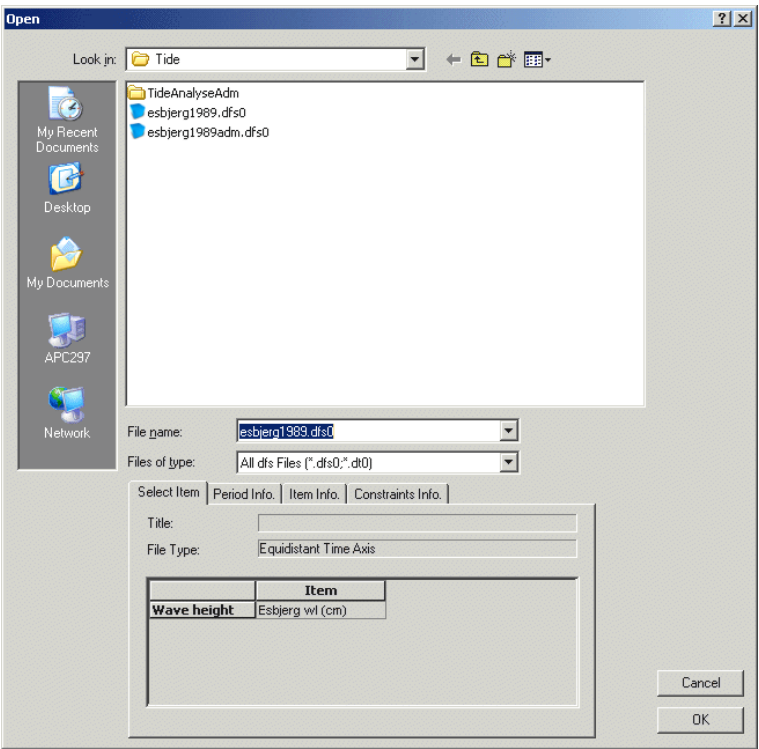 Open
Look in: Tide
TideAnalyseAdm
esbjerg1989.dfs0
esbjerg1989adm.dfs0
My Recent
Documents
Desktop
My Documents
APC297
Network
File name: esbjerg1989.dfs0
Files of type: All dfs Files (*.dfs0;*.dt0)
Select Item Period Info. Item Info. Constraints Info.
Title:
File Type: Equidistant Time Axis
Item
Wave height Esbjerg wl (cm)
Cancel
OK